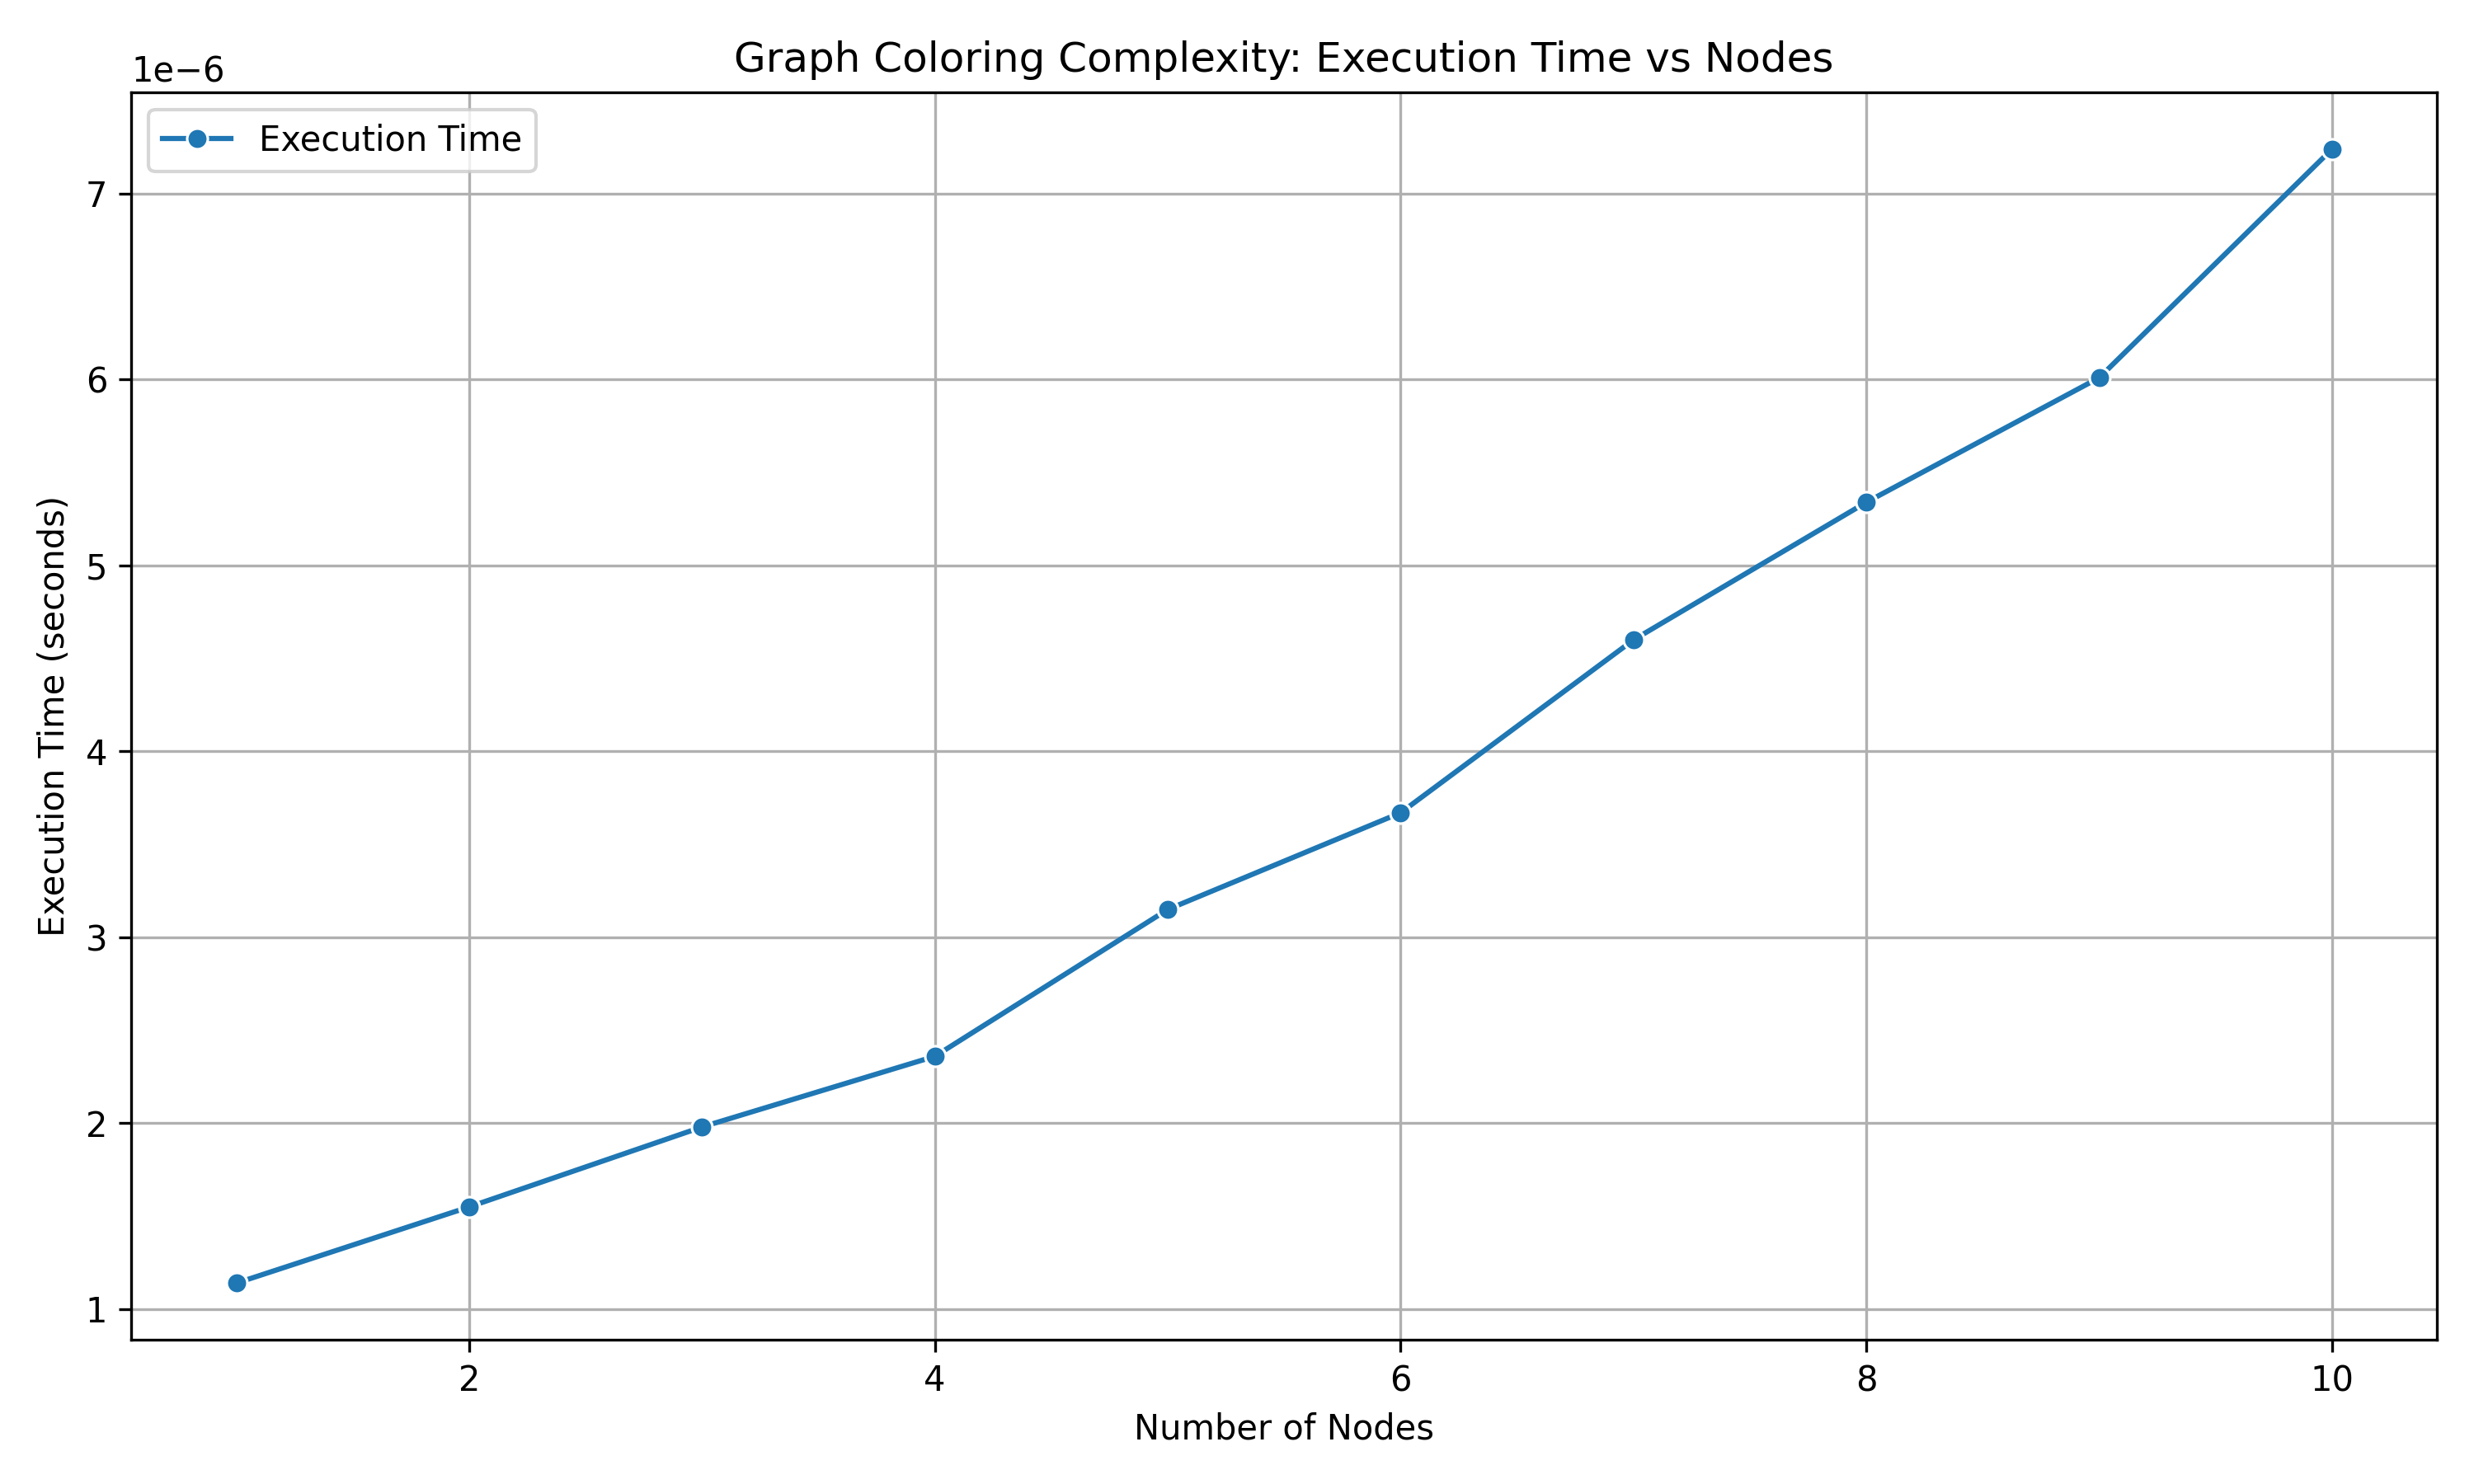 Graph Coloring Complexity: Execution Time vs Nodes
1e−6
Execution Time
7
6
5
4
3
2
1
Execution Time (seconds)
2 4 6 8 10
Number of Nodes